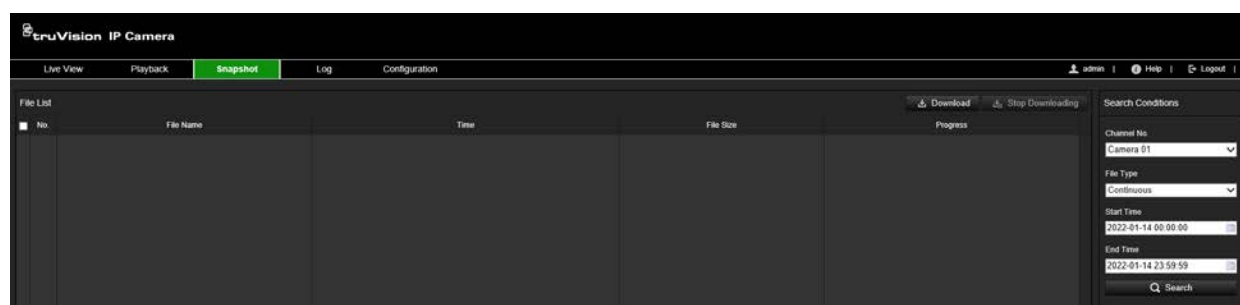 truVision IP Camera
Live View Playback Snapshot Log Configuration admin | Help | Logout |
File List Download Stop Downloading Search Conditions
No. File Name Time File Size Progress
Channel No.
Camera 01
File Type
Continuous
Start Time
2022-01-14 00:00:00
End Time
2022-01-14 23:59:59
Search